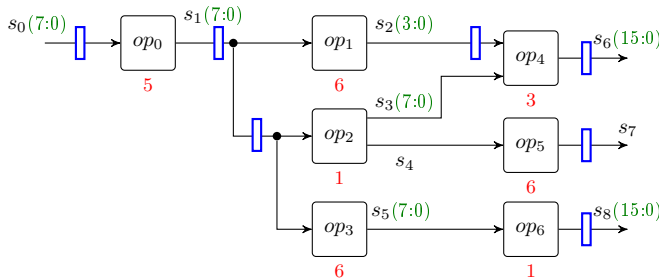 s0(7:0) s1(7:0) s2(3:0) s6(15:0)
op0 op1 op4
5 6 3
s3(7:0)
op2 op5 s7
s4
1 6
s5(7:0) s8(15:0)
op3 op6
6 1